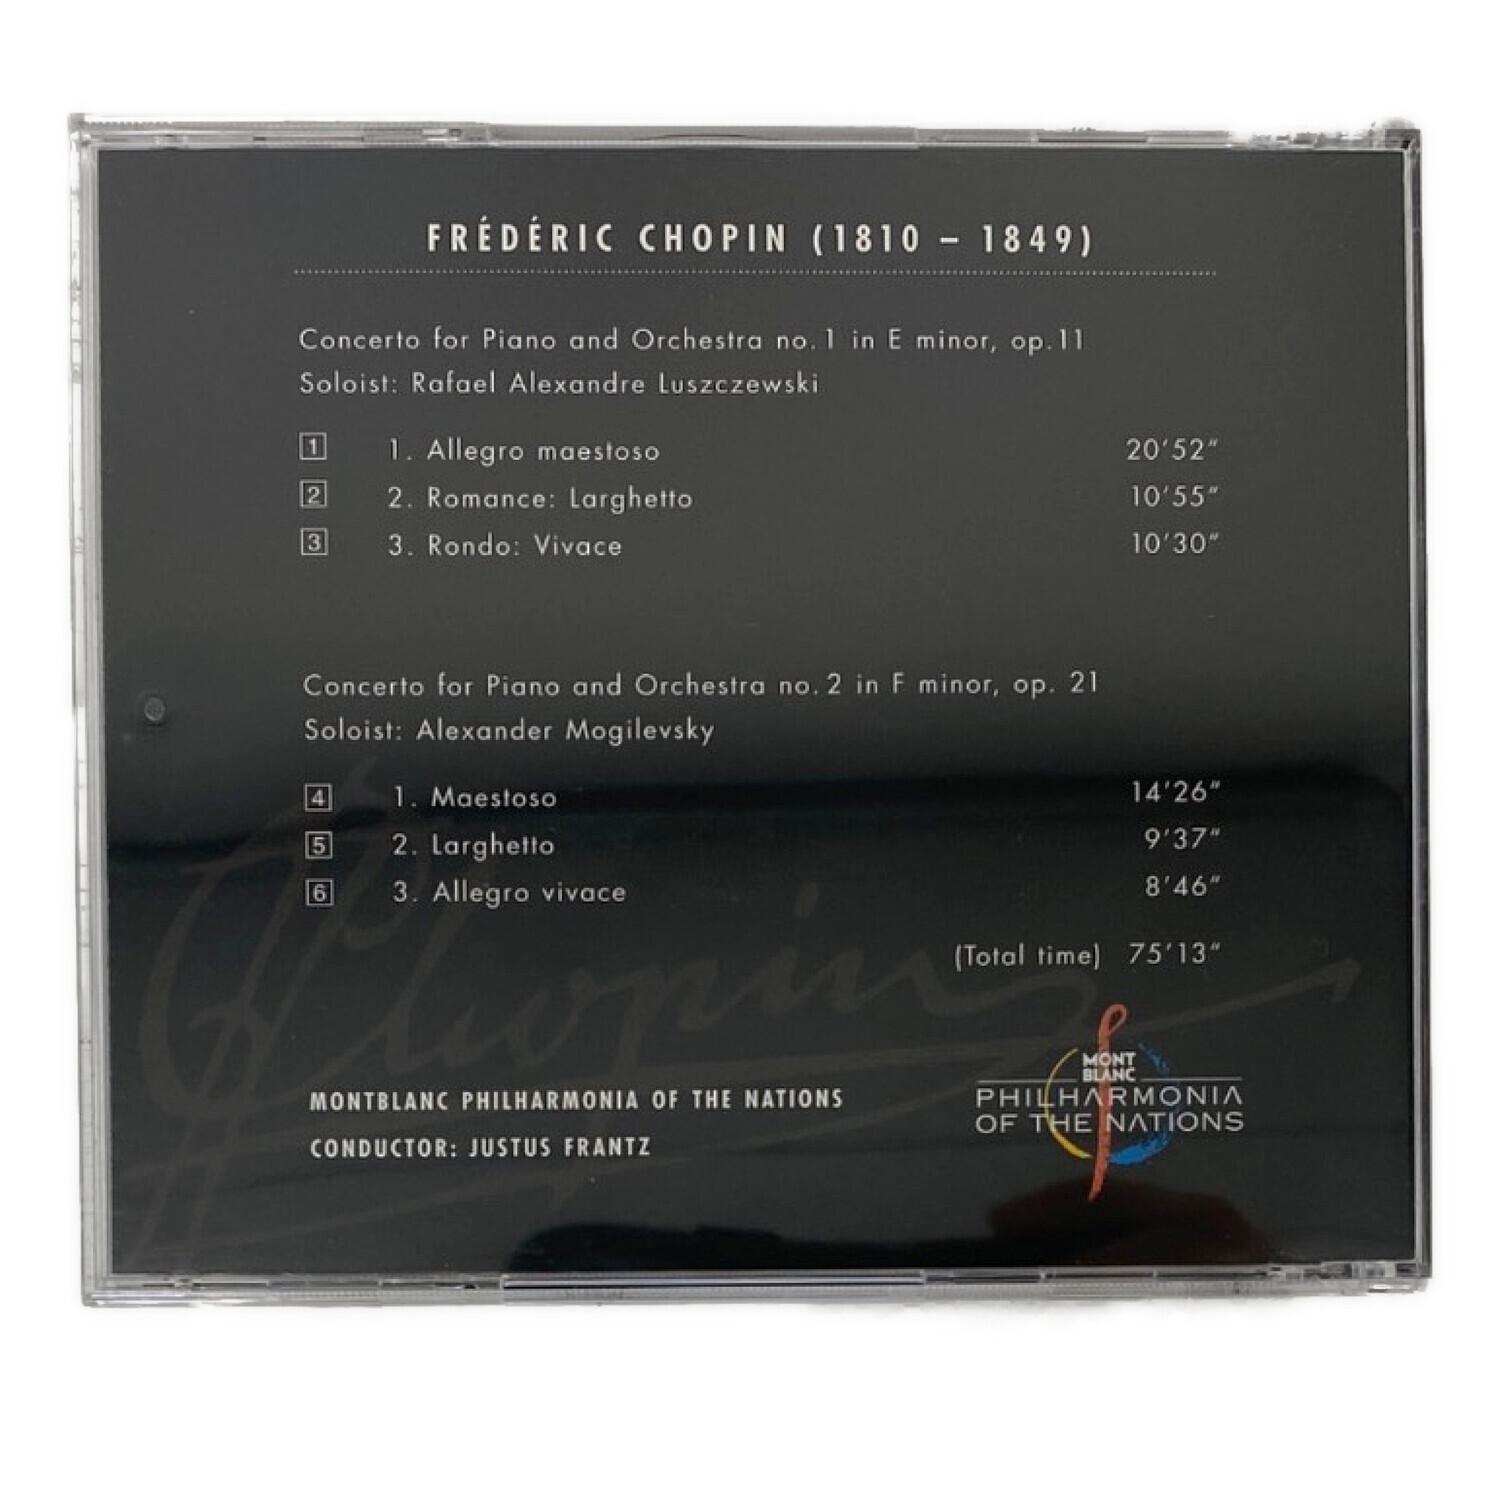 FRÉDÉRIC CHOPIN (1810 – 1849)
Concerto for Piano and Orchestra no.1 in E minor, op.11
Soloist: Rafael Alexandre Luszczewski
1 1. Allegro maestoso 20'52"
2 2. Romance: Larghetto 10'55"
3 3. Rondo: Vivace 10'30"
Concerto for Piano and Orchestra no.2 in F minor, op. 21
Soloist: Alexander Mogilevsky
4 1. Maestoso 14'26"
5 2. Larghetto 9'37"
6 3. Allegro vivace 8'46"
(Total time) 75'13"
Chopin
MONTBLANC PHILHARMONIA OF THE NATIONS
CONDUCTOR: JUSTUS FRANTZ
MONT
BLANC
PHILHARMONIA
OF THE NATIONS